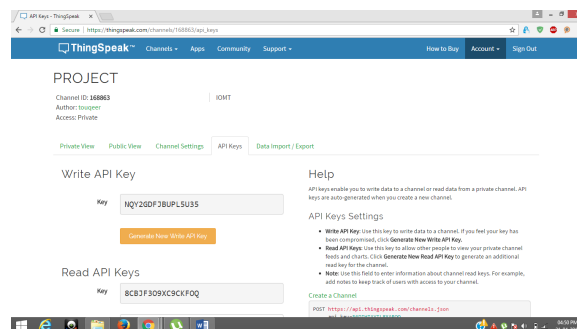 API Keys - ThingSpeak
Secure | https://thingspeak.com/channels/168863/api_keys
ThingSpeak™ Channels Apps Community Support How to Buy Account Sign Out
PROJECT
Channel ID: 168863 IOMT
Author: touqeer
Access: Private
Private View Public View Channel Settings API Keys Data Import / Export
Write API Key
Key NQY2GDFJBUPL5U35
Generate New Write API Key
Read API Keys
Key 8CBJF3O9XC9CKFOQ
Help
API keys enable you to write data to a channel or read data from a private channel. API
keys are auto-generated when you create a new channel.
API Keys Settings
• Write API Key: Use this key to write data to a channel. If you feel your key has
been compromised, click Generate New Write API Key.
• Read API Keys: Use this key to allow other people to view your private channel
feeds and charts. Click Generate New Read API Key to generate an additional
read key for the channel.
• Note: Use this field to enter information about channel read keys. For example,
add notes to keep track of users with access to your channel.
Create a Channel
POST https://api.thingspeak.com/channels.json
04:50 PM